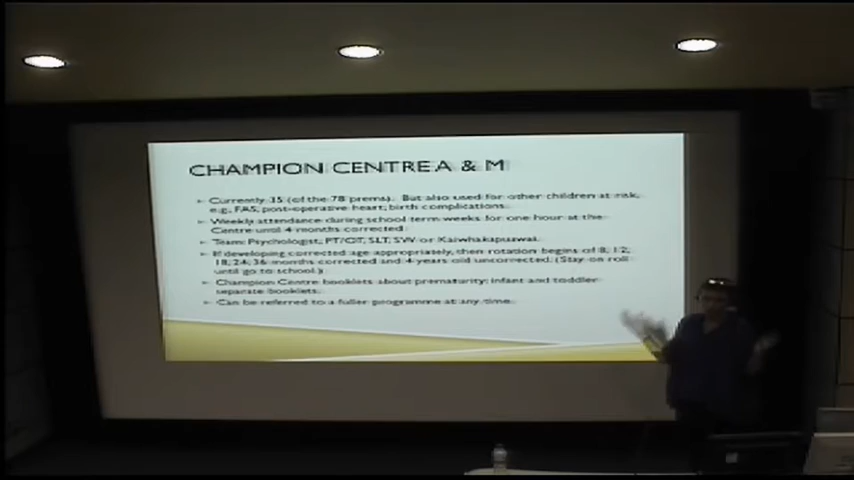 CHAMPION CENTRE A & M
Currently 35 (of the 78 prems). But also used for other children at risk,
e.g., FAS, post-operative heart; birth complications.
Weekly attendance during school term weeks for one hour at the
Centre until 4 months corrected.
Team: Psychologist; PT/OT, SLT, SW or Kaiwhakapuawai.
If developing corrected age appropriately, then rotation begins of 8, 12,
18, 24, 36 months corrected and 4 years old uncorrected. (Stay on roll
until go to school.)
Champion Centre booklets about prematurity: infant and toddler
separate booklets.
Can be referred to a fuller programme at any time.